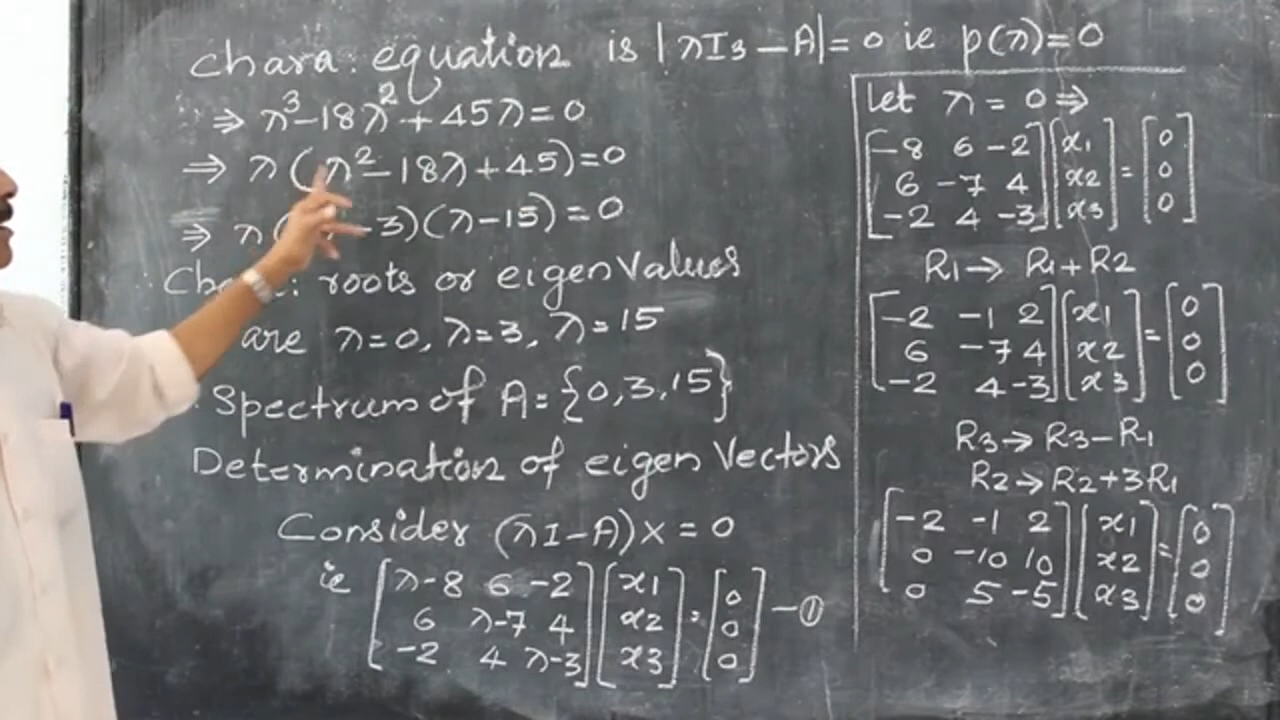 Chara: equation is |λI3 − A| = 0 ie p(λ) = 0
⇒ λ³ − 18λ² + 45λ = 0
⇒ λ(λ² − 18λ + 45) = 0
⇒ λ( − 3)(λ − 15) = 0
roots or eigen Values
are λ = 0, λ = 3, λ = 15
Spectrum of A = {0, 3, 15}
Determination of eigen Vectors
Consider (λI − A)X = 0
ie [λ-8 6 -2] [x1] = [0] — ①
[6 λ-7 4] [x2] [0]
[-2 4 λ-3] [x3] [0]
let λ = 0 ⇒
[-8 6 -2] [x1] = [0]
[6 -7 4] [x2] [0]
[-2 4 -3] [x3] [0]
R1 → R1 + R2
[-2 -1 2] [x1] = [0]
[6 -7 4] [x2] [0]
[-2 4 -3] [x3] [0]
R3 → R3 − R1
R2 → R2 + 3R1
[-2 -1 2] [x1] = [0]
[0 -10 10] [x2] [0]
[0 5 -5] [x3] [0]